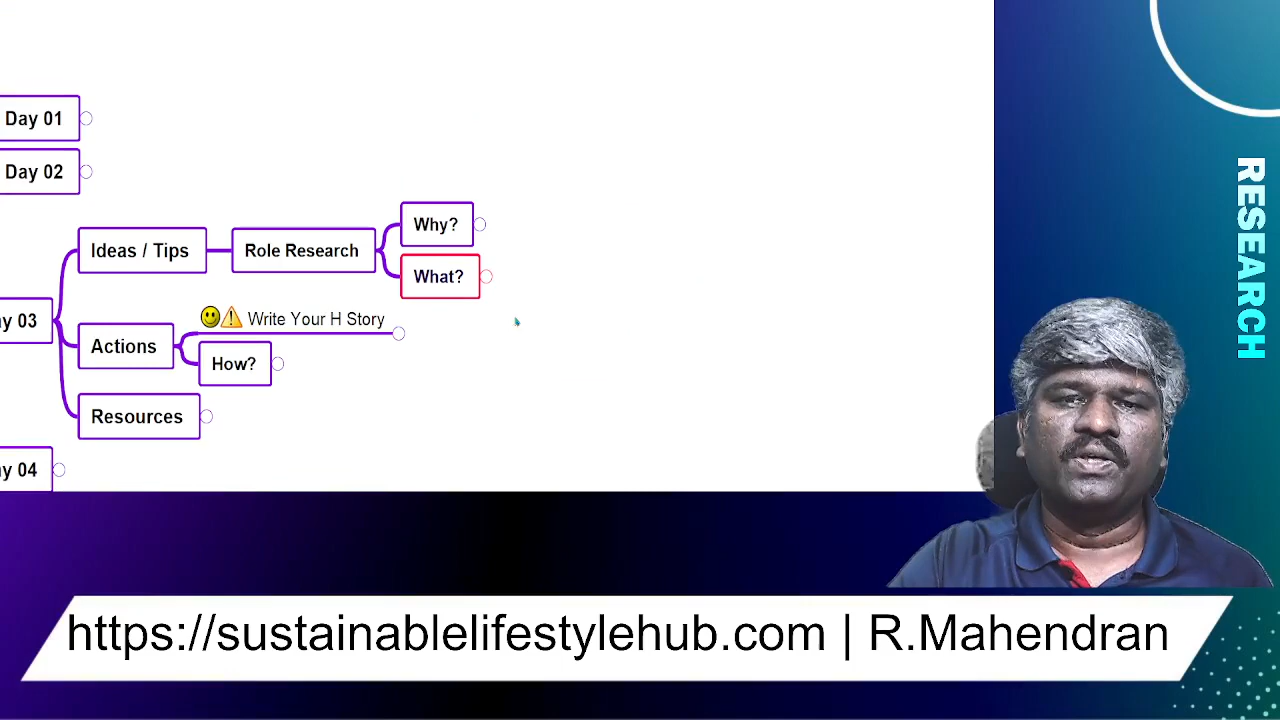 Day 01
Day 02
Why?
Ideas / Tips
Role Research
What?
Write Your H Story
y 03
Actions
How?
Resources
y 04
RESEARCH
https://sustainablelifestylehub.com | R.Mahendran